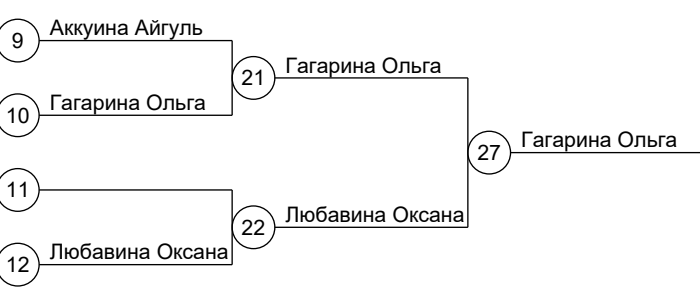 9
Аккуина Айгуль
10
Гагарина Ольга
21
Гагарина Ольга
11
12
Любавина Оксана
22
Любавина Оксана
27
Гагарина Ольга